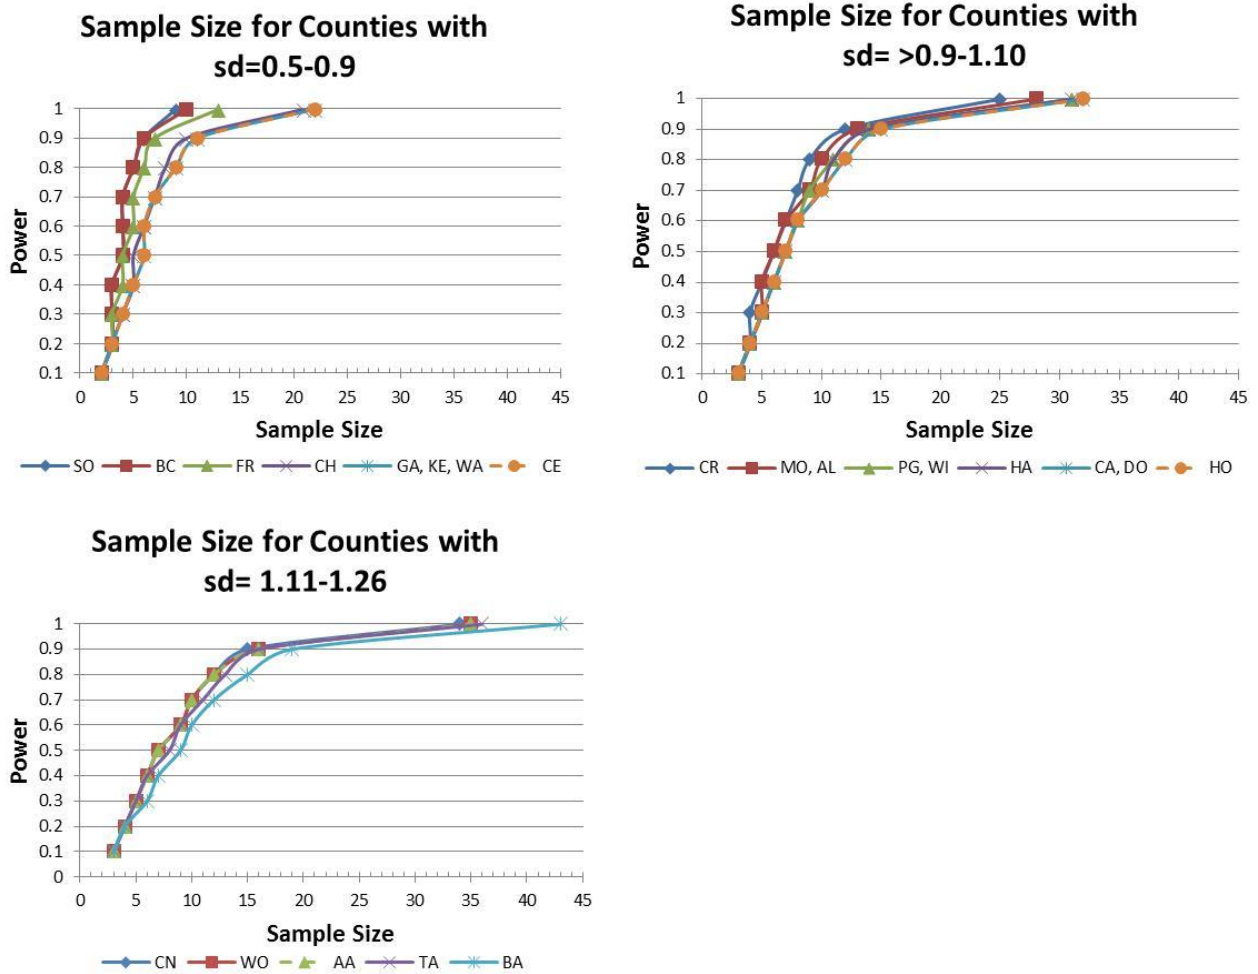 Sample Size for Counties with
sd=0.5-0.9
1
0.9
0.8
0.7
0.6
0.5
0.4
0.3
0.2
0.1
Power
0 5 10 15 20 25 30 35 40 45
Sample Size
SO BC FR CH GA, KE, WA CE
Sample Size for Counties with
sd= >0.9-1.10
1
0.9
0.8
0.7
0.6
0.5
0.4
0.3
0.2
0.1
Power
0 5 10 15 20 25 30 35 40 45
Sample Size
CR MO, AL PG, WI HA CA, DO HO
Sample Size for Counties with
sd= 1.11-1.26
1
0.9
0.8
0.7
0.6
0.5
0.4
0.3
0.2
0.1
0
Power
0 5 10 15 20 25 30 35 40 45
Sample Size
CN WO AA TA BA